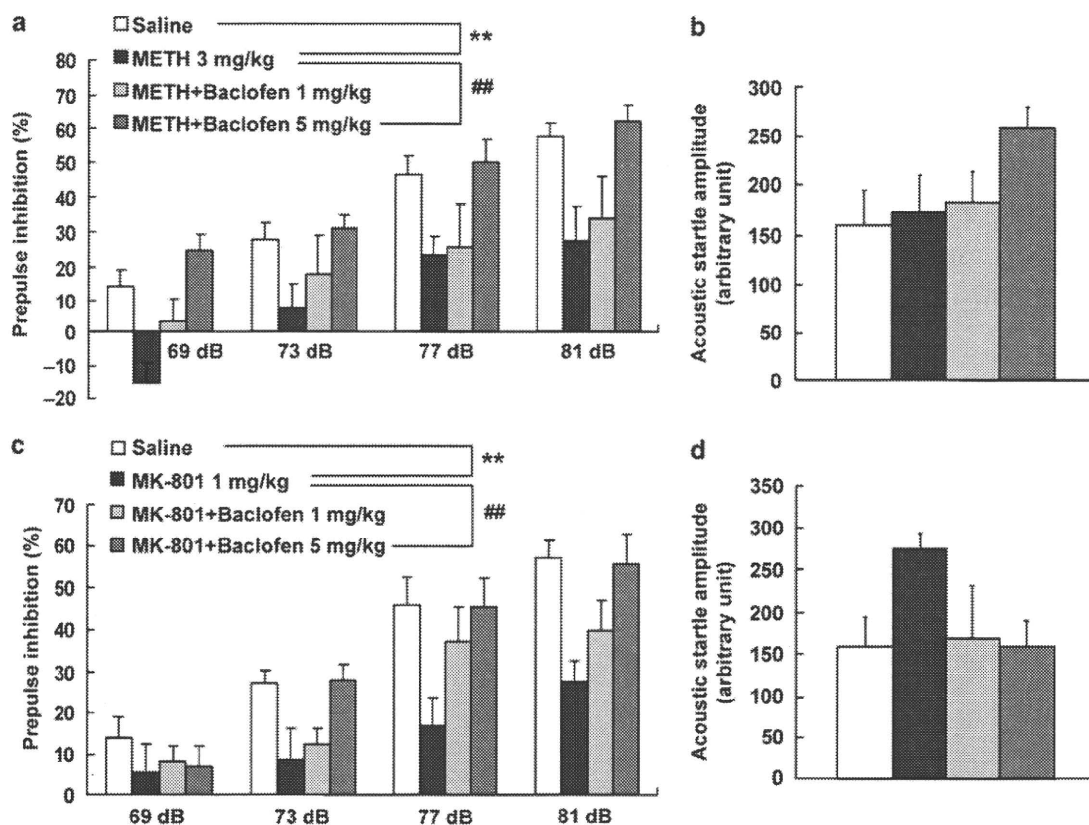 a
Saline
**
METH 3 mg/kg
METH+Baclofen 1 mg/kg
##
METH+Baclofen 5 mg/kg
Prepulse inhibition (%)
80
70
60
50
40
30
20
10
0
–10
–20
69 dB
73 dB
77 dB
81 dB
b
Acoustic startle amplitude
(arbitrary unit)
300
250
200
150
100
50
0
c
Saline
**
MK-801 1 mg/kg
MK-801+Baclofen 1 mg/kg
##
MK-801+Baclofen 5 mg/kg
Prepulse inhibition (%)
70
60
50
40
30
20
10
0
69 dB
73 dB
77 dB
81 dB
d
Acoustic startle amplitude
(arbitrary unit)
350
300
250
200
150
100
50
0